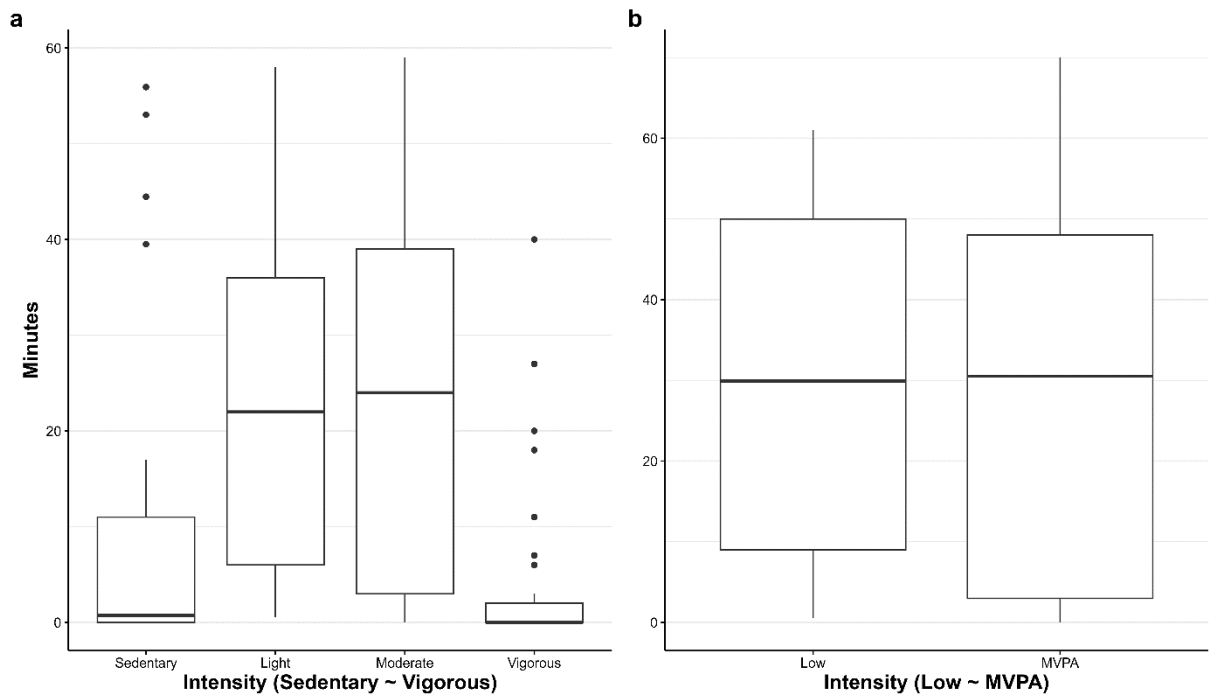 a
60
40
20
0
Minutes
Sedentary Light Moderate Vigorous
Intensity (Sedentary ~ Vigorous)
b
60
40
20
0
Low MVPA
Intensity (Low ~ MVPA)